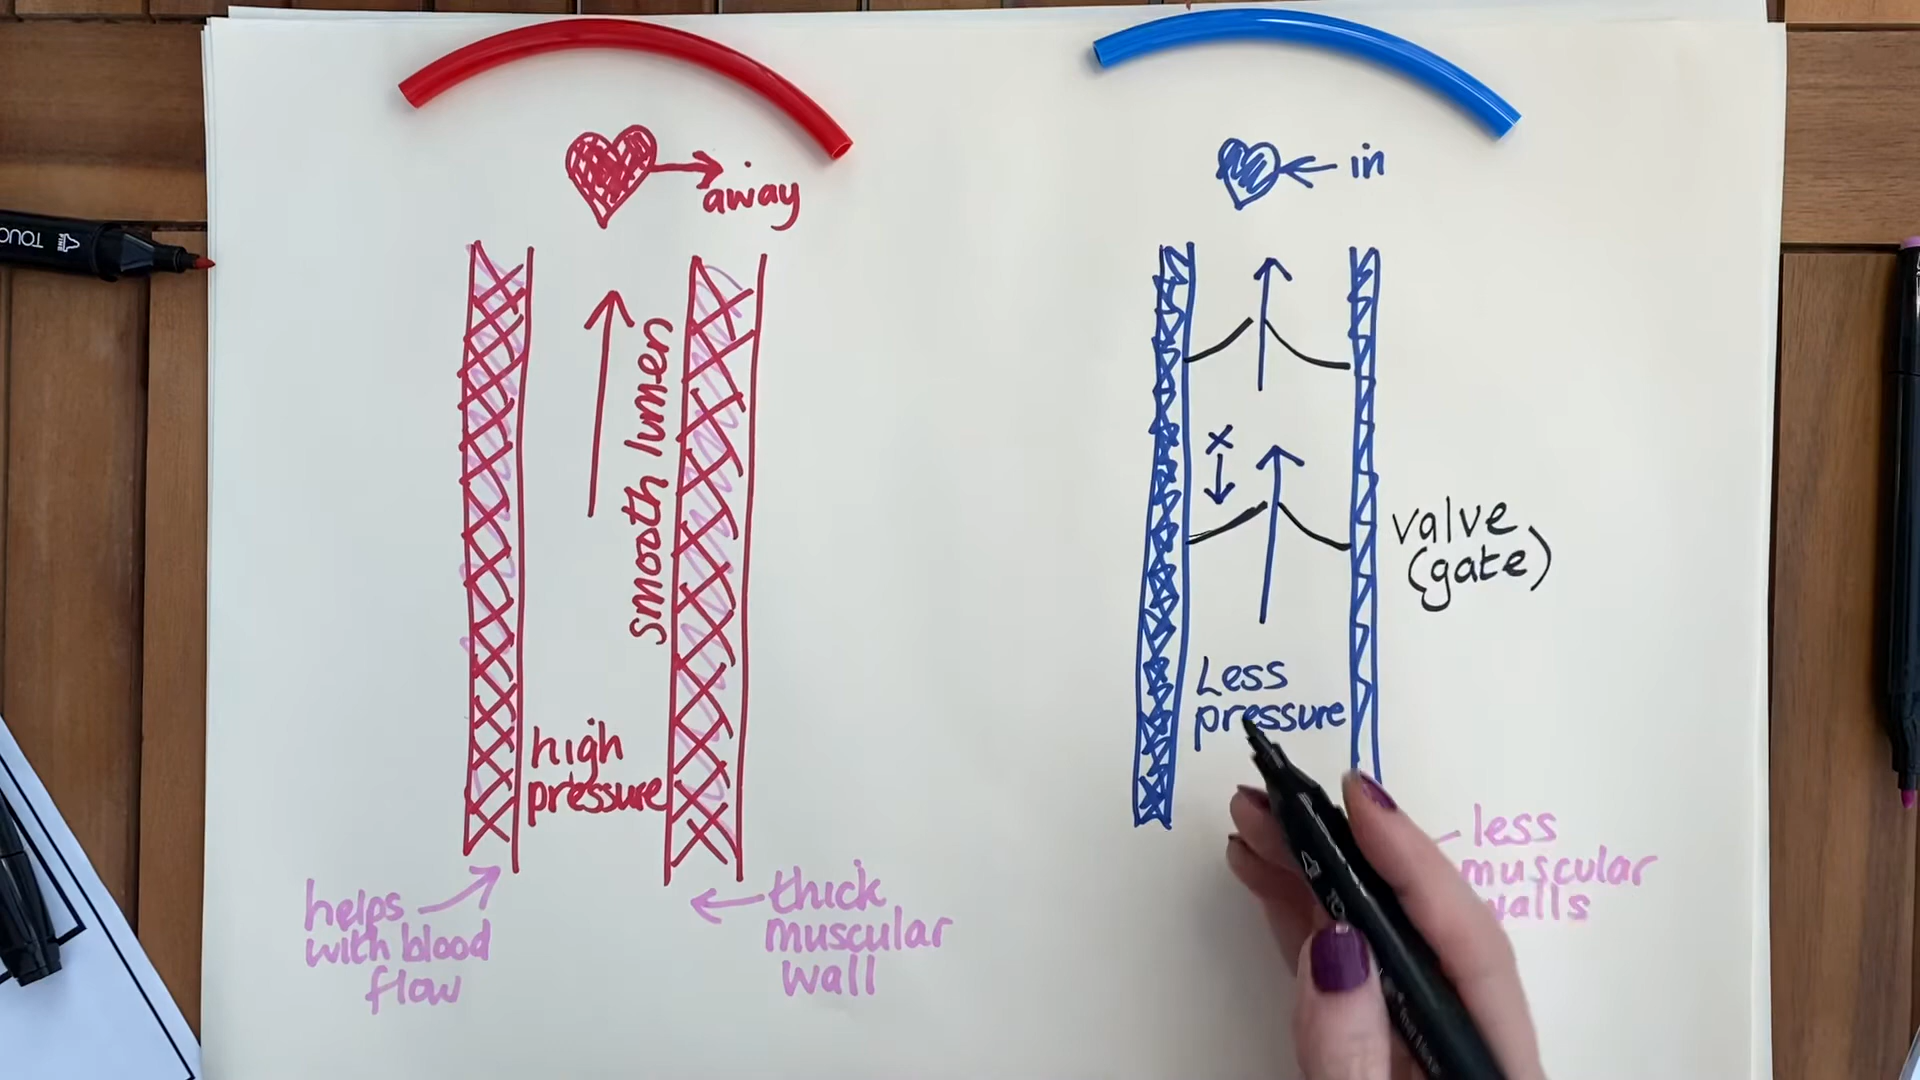 away
smooth lumen
high
pressure
helps
with blood
flow
thick
muscular
wall
in
x
valve
(gate)
Less
pressure
less
muscular
walls
TOUC